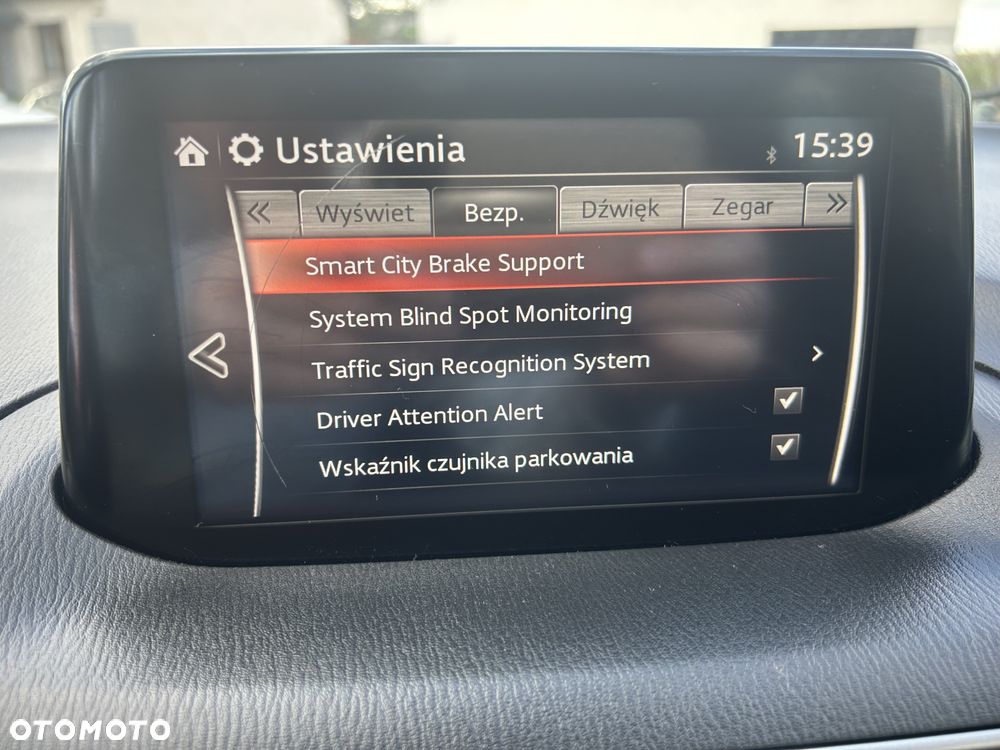 Ustawienia 15:39
« Wyświet Bezp. Dźwięk Zegar »
Smart City Brake Support
System Blind Spot Monitoring
Traffic Sign Recognition System
Driver Attention Alert
Wskaźnik czujnika parkowania
OTOMOTO